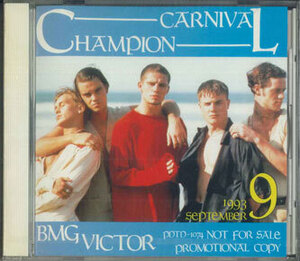 CARNIVAL
CHAMPION
1993 9
SEPTEMBER
BMG VICTOR
PDTD-1074 NOT FOR SALE
PROMOTIONAL COPY